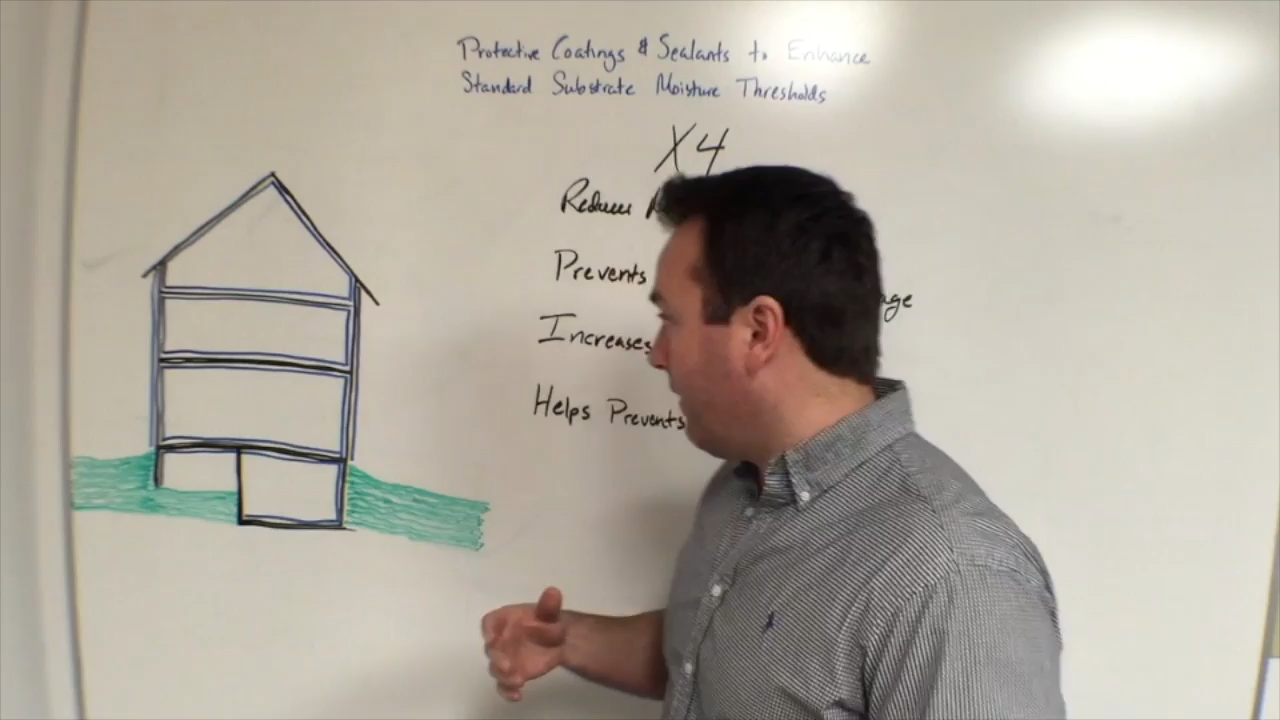 Protective Coatings & Sealants to Enhance
Standard Substrate Moisture Thresholds
X4
Reduces
Prevents
Increases
Helps Prevents